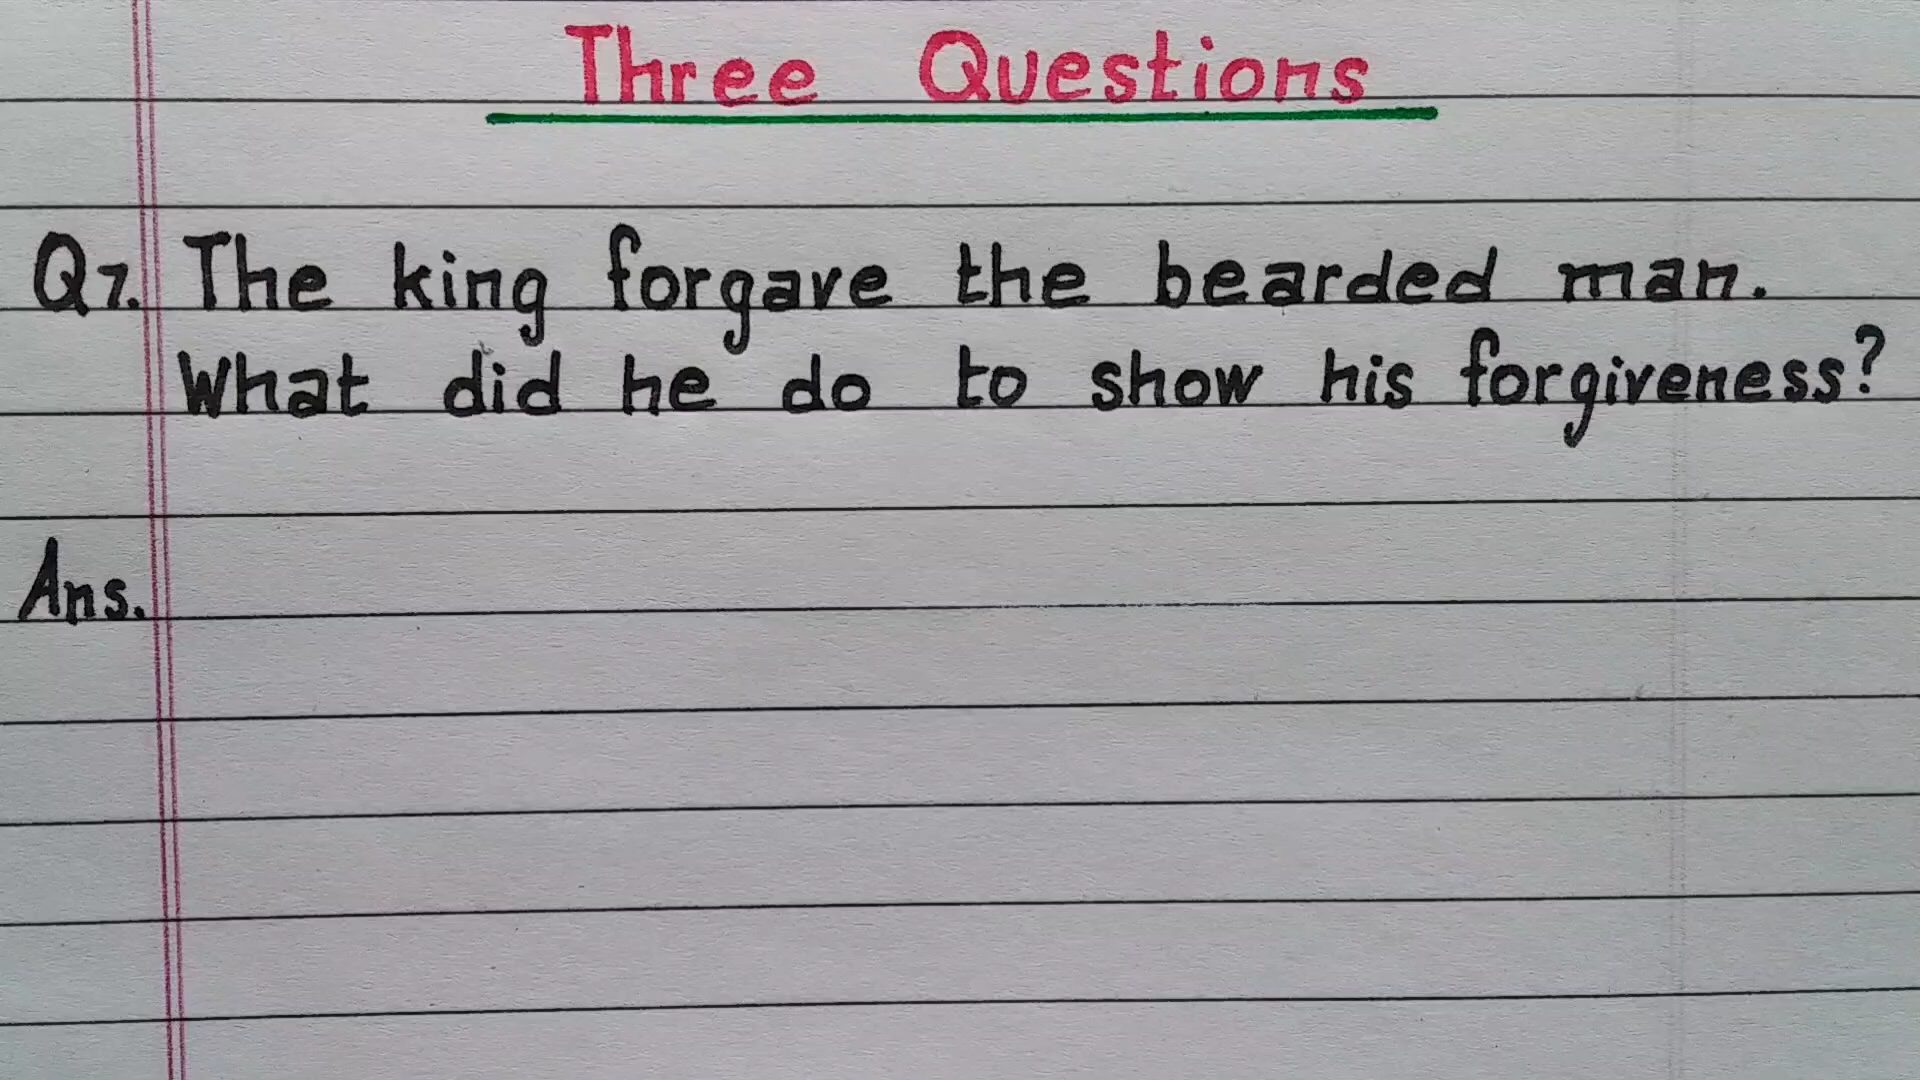 Three Questions
Q7. The king forgave the bearded man.
What did he do to show his forgiveness?
Ans.